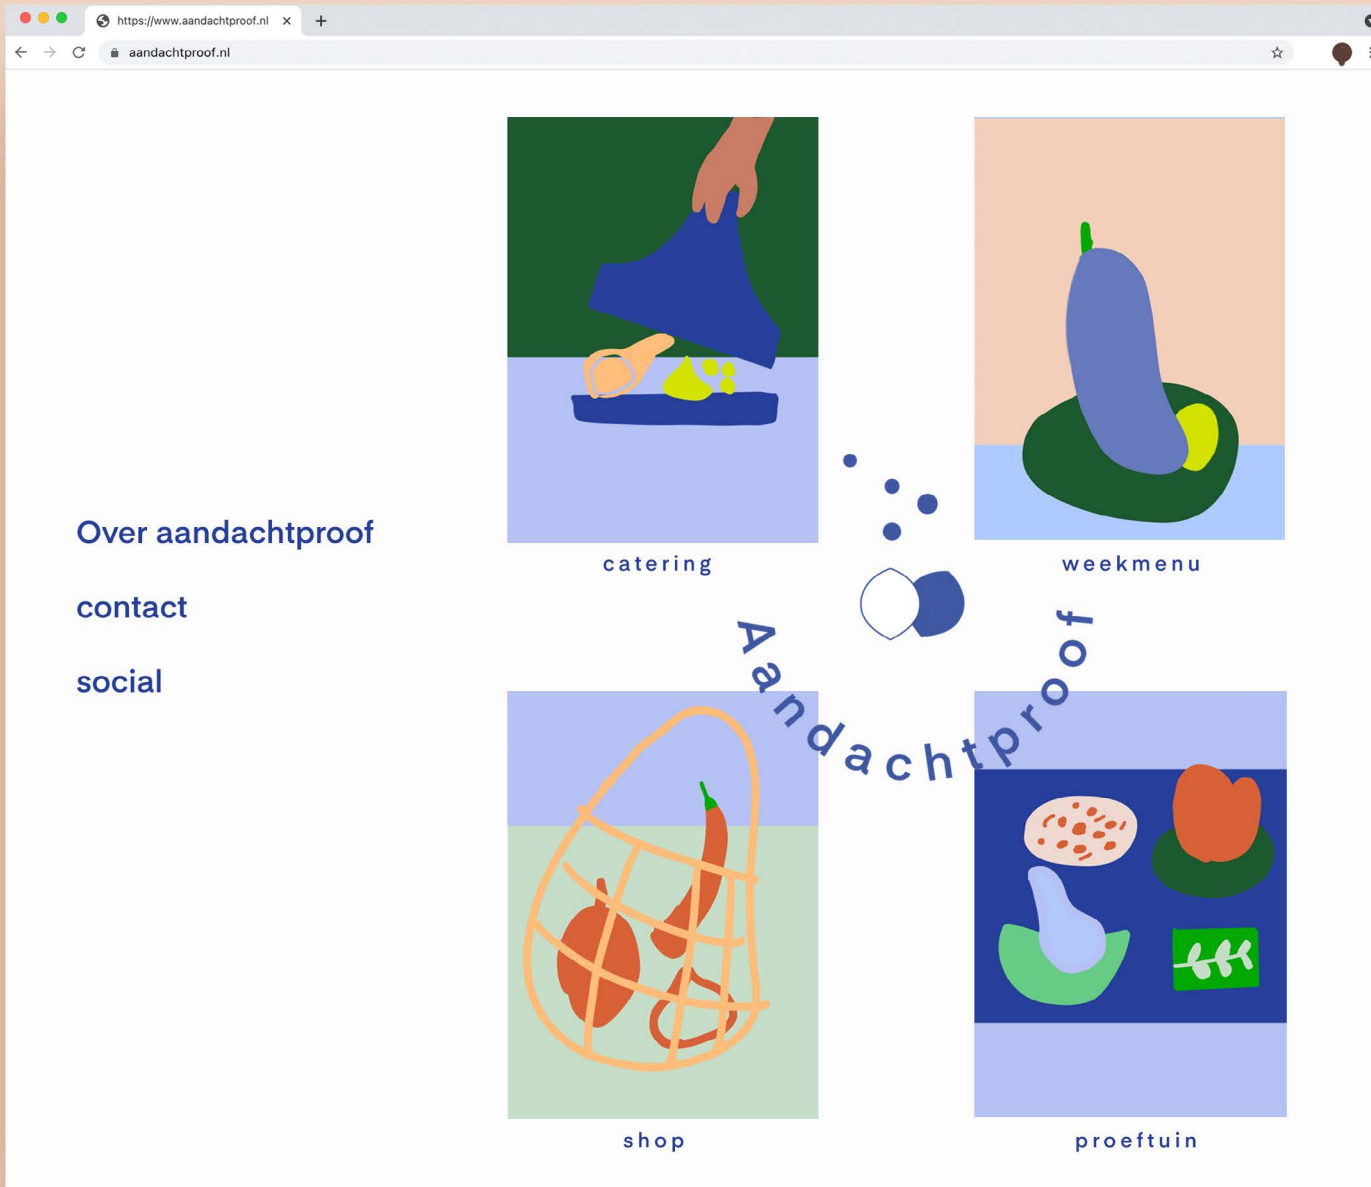 https://www.aandachtproof.nl
aandachtproof.nl
Over aandachtproof
contact
social
catering
weekmenu
Aandachtproof
shop
proeftuin